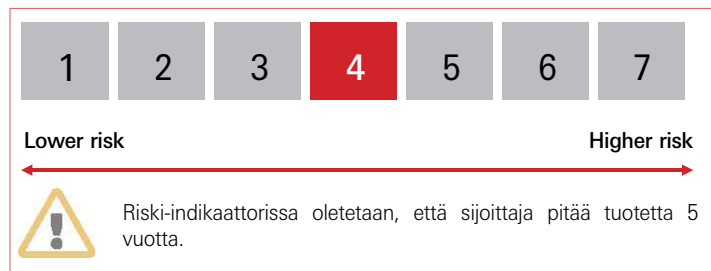 1 2 3 4 5 6 7
Lower risk Higher risk
Riski-indikaattorissa oletetaan, että sijoittaja pitää tuotetta 5
vuotta.